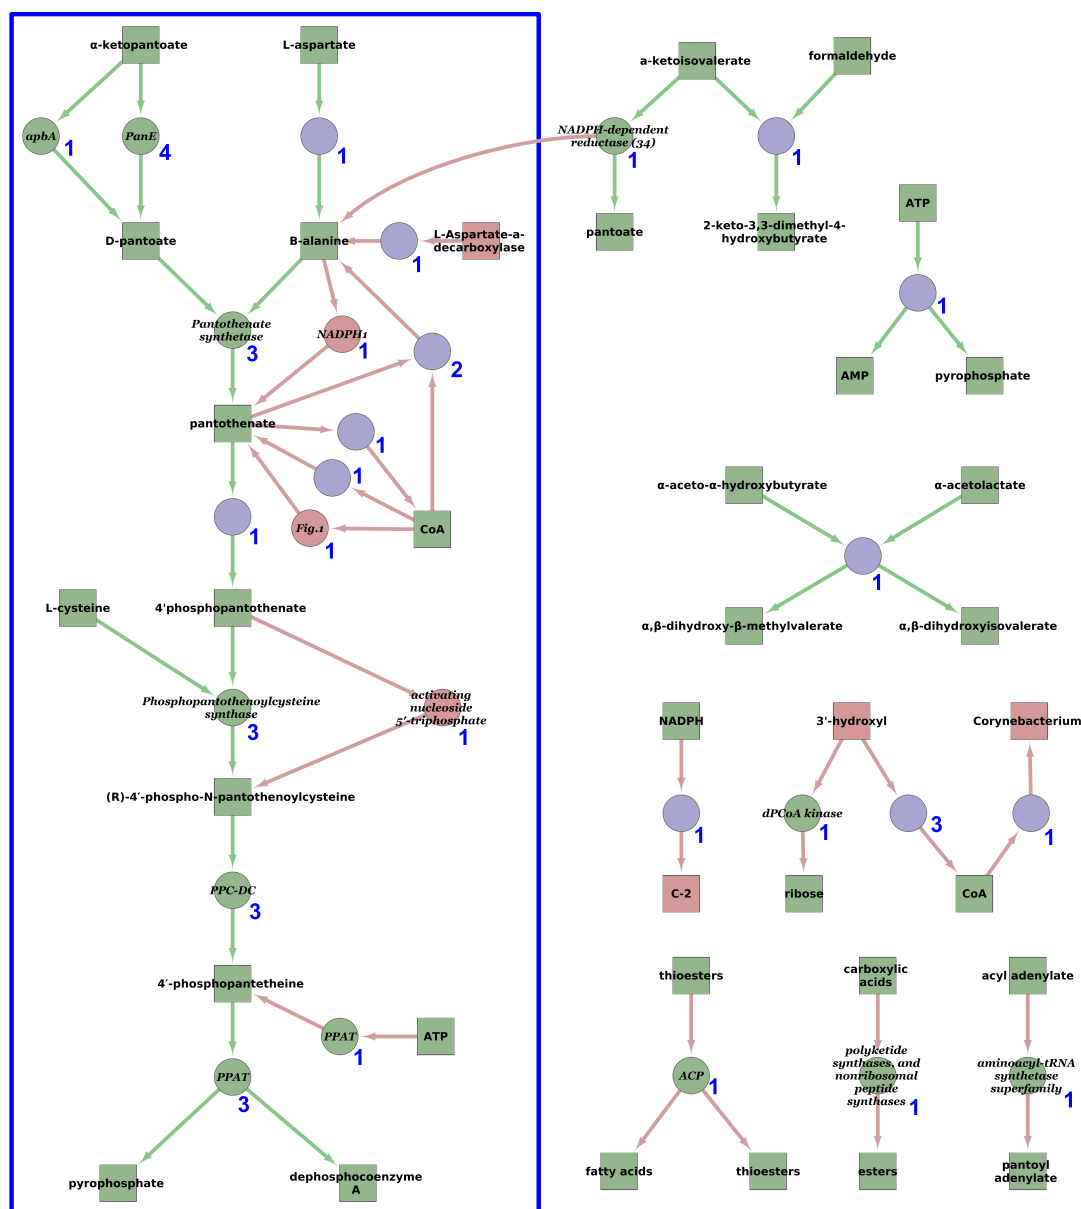 α-ketopantoate
L-aspartate
apbA
1
PanE
4
1
D-pantoate
B-alanine
1
L-Aspartate-a-
decarboxylase
Pantothenate
synthetase
3
NADPH1
1
2
pantothenate
1
1
Fig.1
1
CoA
1
L-cysteine
4'phosphopantothenate
Phosphopantothenoylcysteine
synthase
3
activating
nucleoside
5′-triphosphate
1
(R)-4′-phospho-N-pantothenoylcysteine
PPC-DC
3
4′-phosphopantetheine
PPAT
1
ATP
PPAT
3
pyrophosphate
dephosphocoenzyme
A
a-ketoisovalerate
formaldehyde
NADPH-dependent
reductase (34)
1
1
pantoate
2-keto-3,3-dimethyl-4-
hydroxybutyrate
ATP
1
AMP
pyrophosphate
α-aceto-α-hydroxybutyrate
α-acetolactate
1
α,β-dihydroxy-β-methylvalerate
α,β-dihydroxyisovalerate
NADPH
1
C-2
3'-hydroxyl
Corynebacterium
dPCoA kinase
1
3
1
ribose
CoA
thioesters
ACP
1
fatty acids
thioesters
carboxylic
acids
polyketide
synthases, and
nonribosomal
peptide
synthases
1
esters
acyl adenylate
aminoacyl-tRNA
synthetase
superfamily
1
pantoyl
adenylate